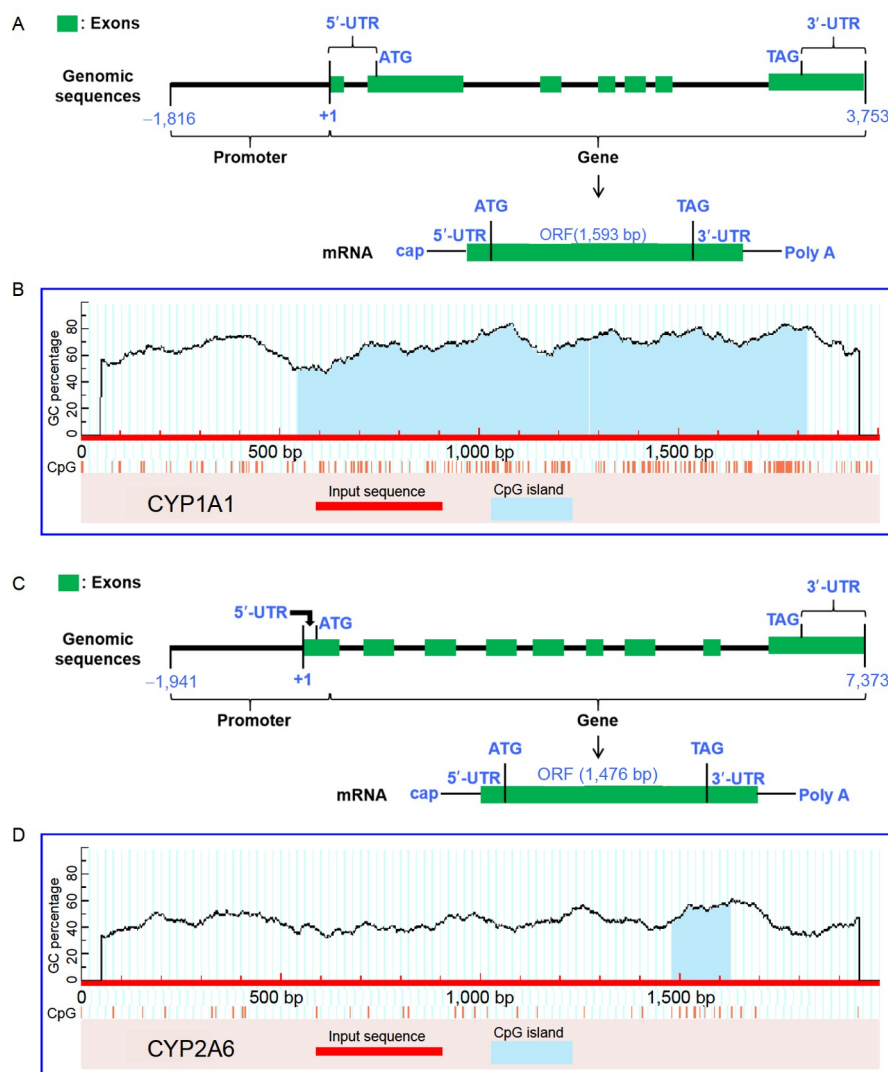 A
: Exons
5′-UTR
3′-UTR
ATG
TAG
Genomic
sequences
–1,816
+1
3,753
Promoter
Gene
ATG
TAG
5′-UTR
ORF(1,593 bp)
3′-UTR
mRNA
cap
Poly A
B
GC percentage
80
60
40
20
0
0
500 bp
1,000 bp
1,500 bp
CpG
CYP1A1
Input sequence
CpG island
C
: Exons
3′-UTR
5′-UTR
ATG
TAG
Genomic
sequences
–1,941
+1
7,373
Promoter
Gene
ATG
TAG
5′-UTR
ORF (1,476 bp)
3′-UTR
mRNA
cap
Poly A
D
GC percentage
80
60
40
20
0
0
500 bp
1,000 bp
1,500 bp
CpG
CYP2A6
Input sequence
CpG island